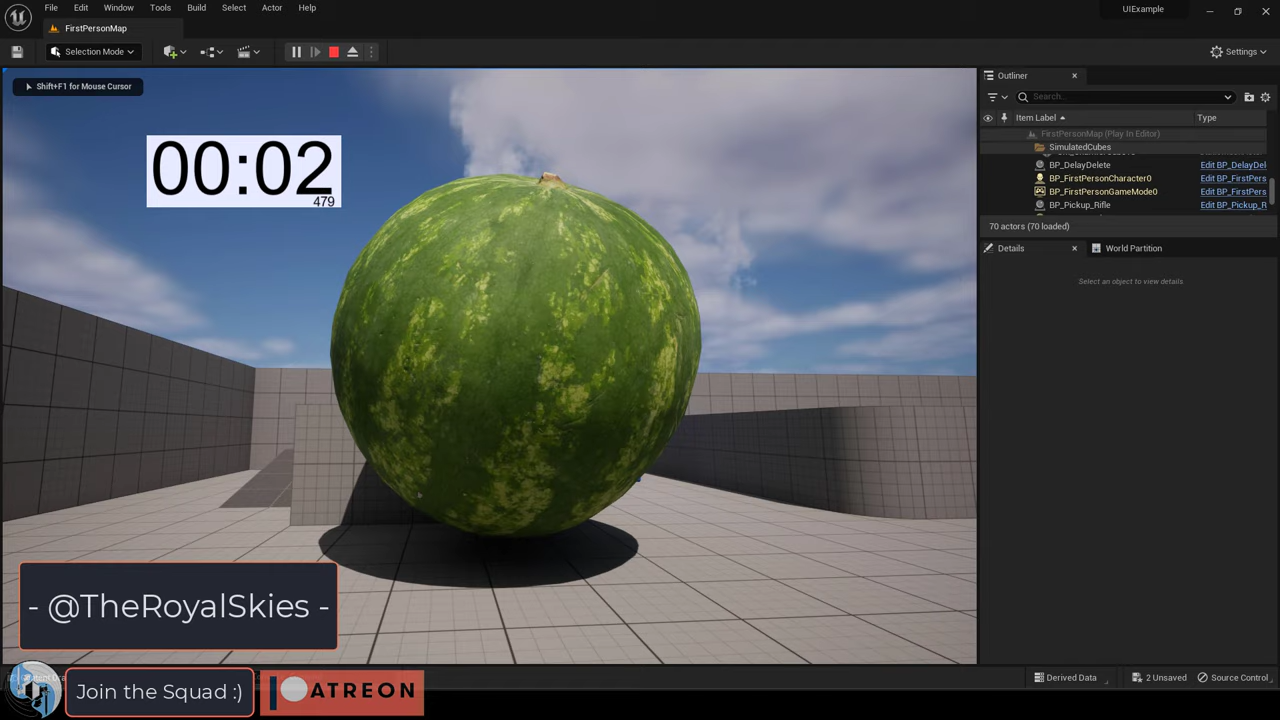 File Edit Window Tools Build Select Actor Help
UIExample
FirstPersonMap
Selection Mode
Settings
Shift+F1 for Mouse Cursor
00:02
479
Outliner
Search...
Item Label
Type
FirstPersonMap (Play In Editor)
SimulatedCubes
BP_DelayDelete
Edit BP_DelayDel
BP_FirstPersonCharacter0
Edit BP_FirstPers
BP_FirstPersonGameMode0
Edit BP_FirstPers
BP_Pickup_Rifle
Edit BP_Pickup_R
70 actors (70 loaded)
Details
World Partition
Select an object to view details.
- @TheRoyalSkies -
Join the Squad :)
PATREON
Derived Data
2 Unsaved
Source Control